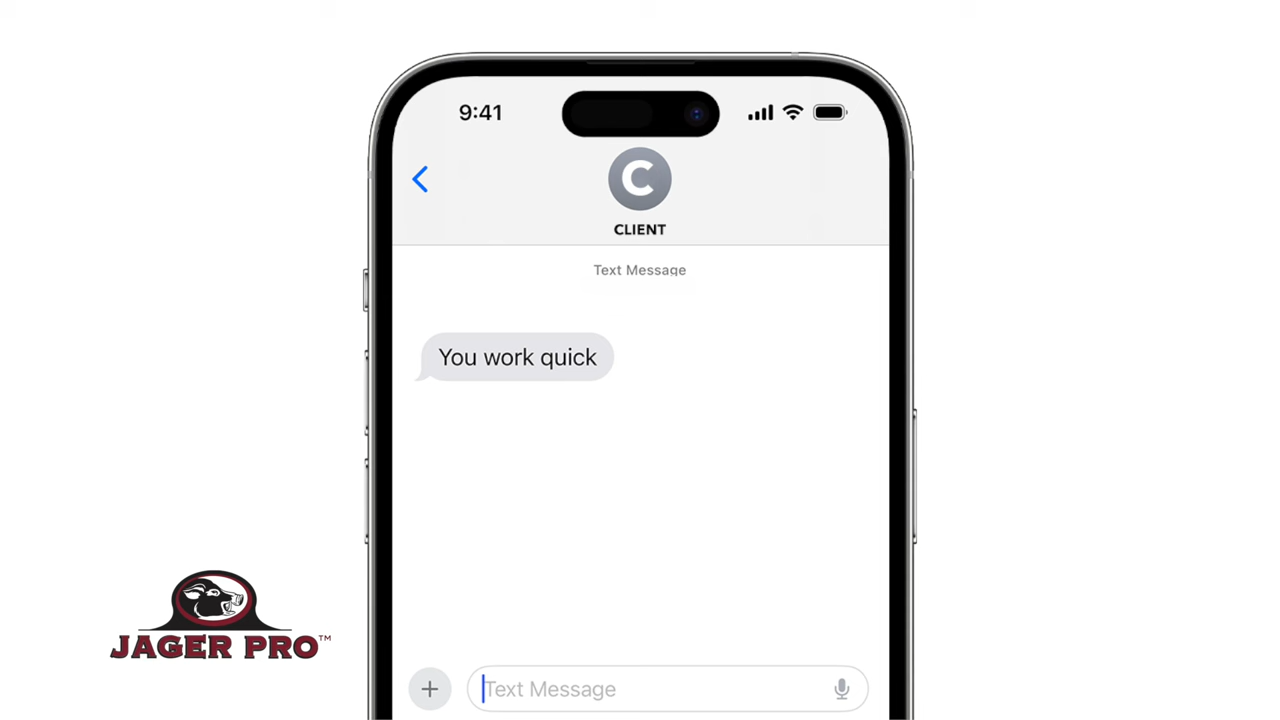 9:41
C
CLIENT
Text Message
You work quick
JAGER PRO™
Text Message